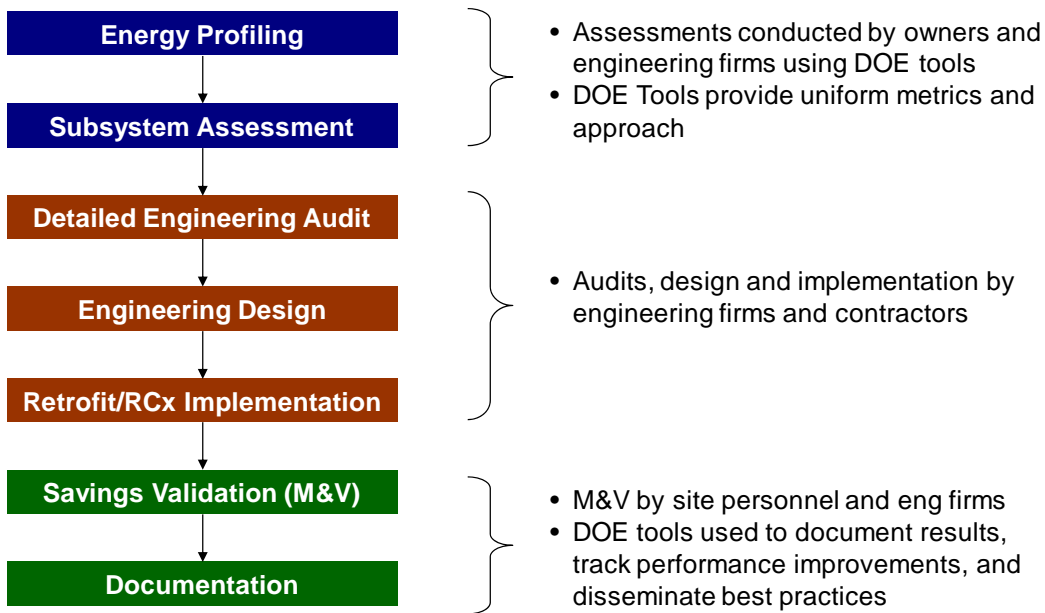 Energy Profiling
Subsystem Assessment
• Assessments conducted by owners and
engineering firms using DOE tools
• DOE Tools provide uniform metrics and
approach
Detailed Engineering Audit
Engineering Design
Retrofit/RCx Implementation
• Audits, design and implementation by
engineering firms and contractors
Savings Validation (M&V)
Documentation
• M&V by site personnel and eng firms
• DOE tools used to document results,
track performance improvements, and
disseminate best practices